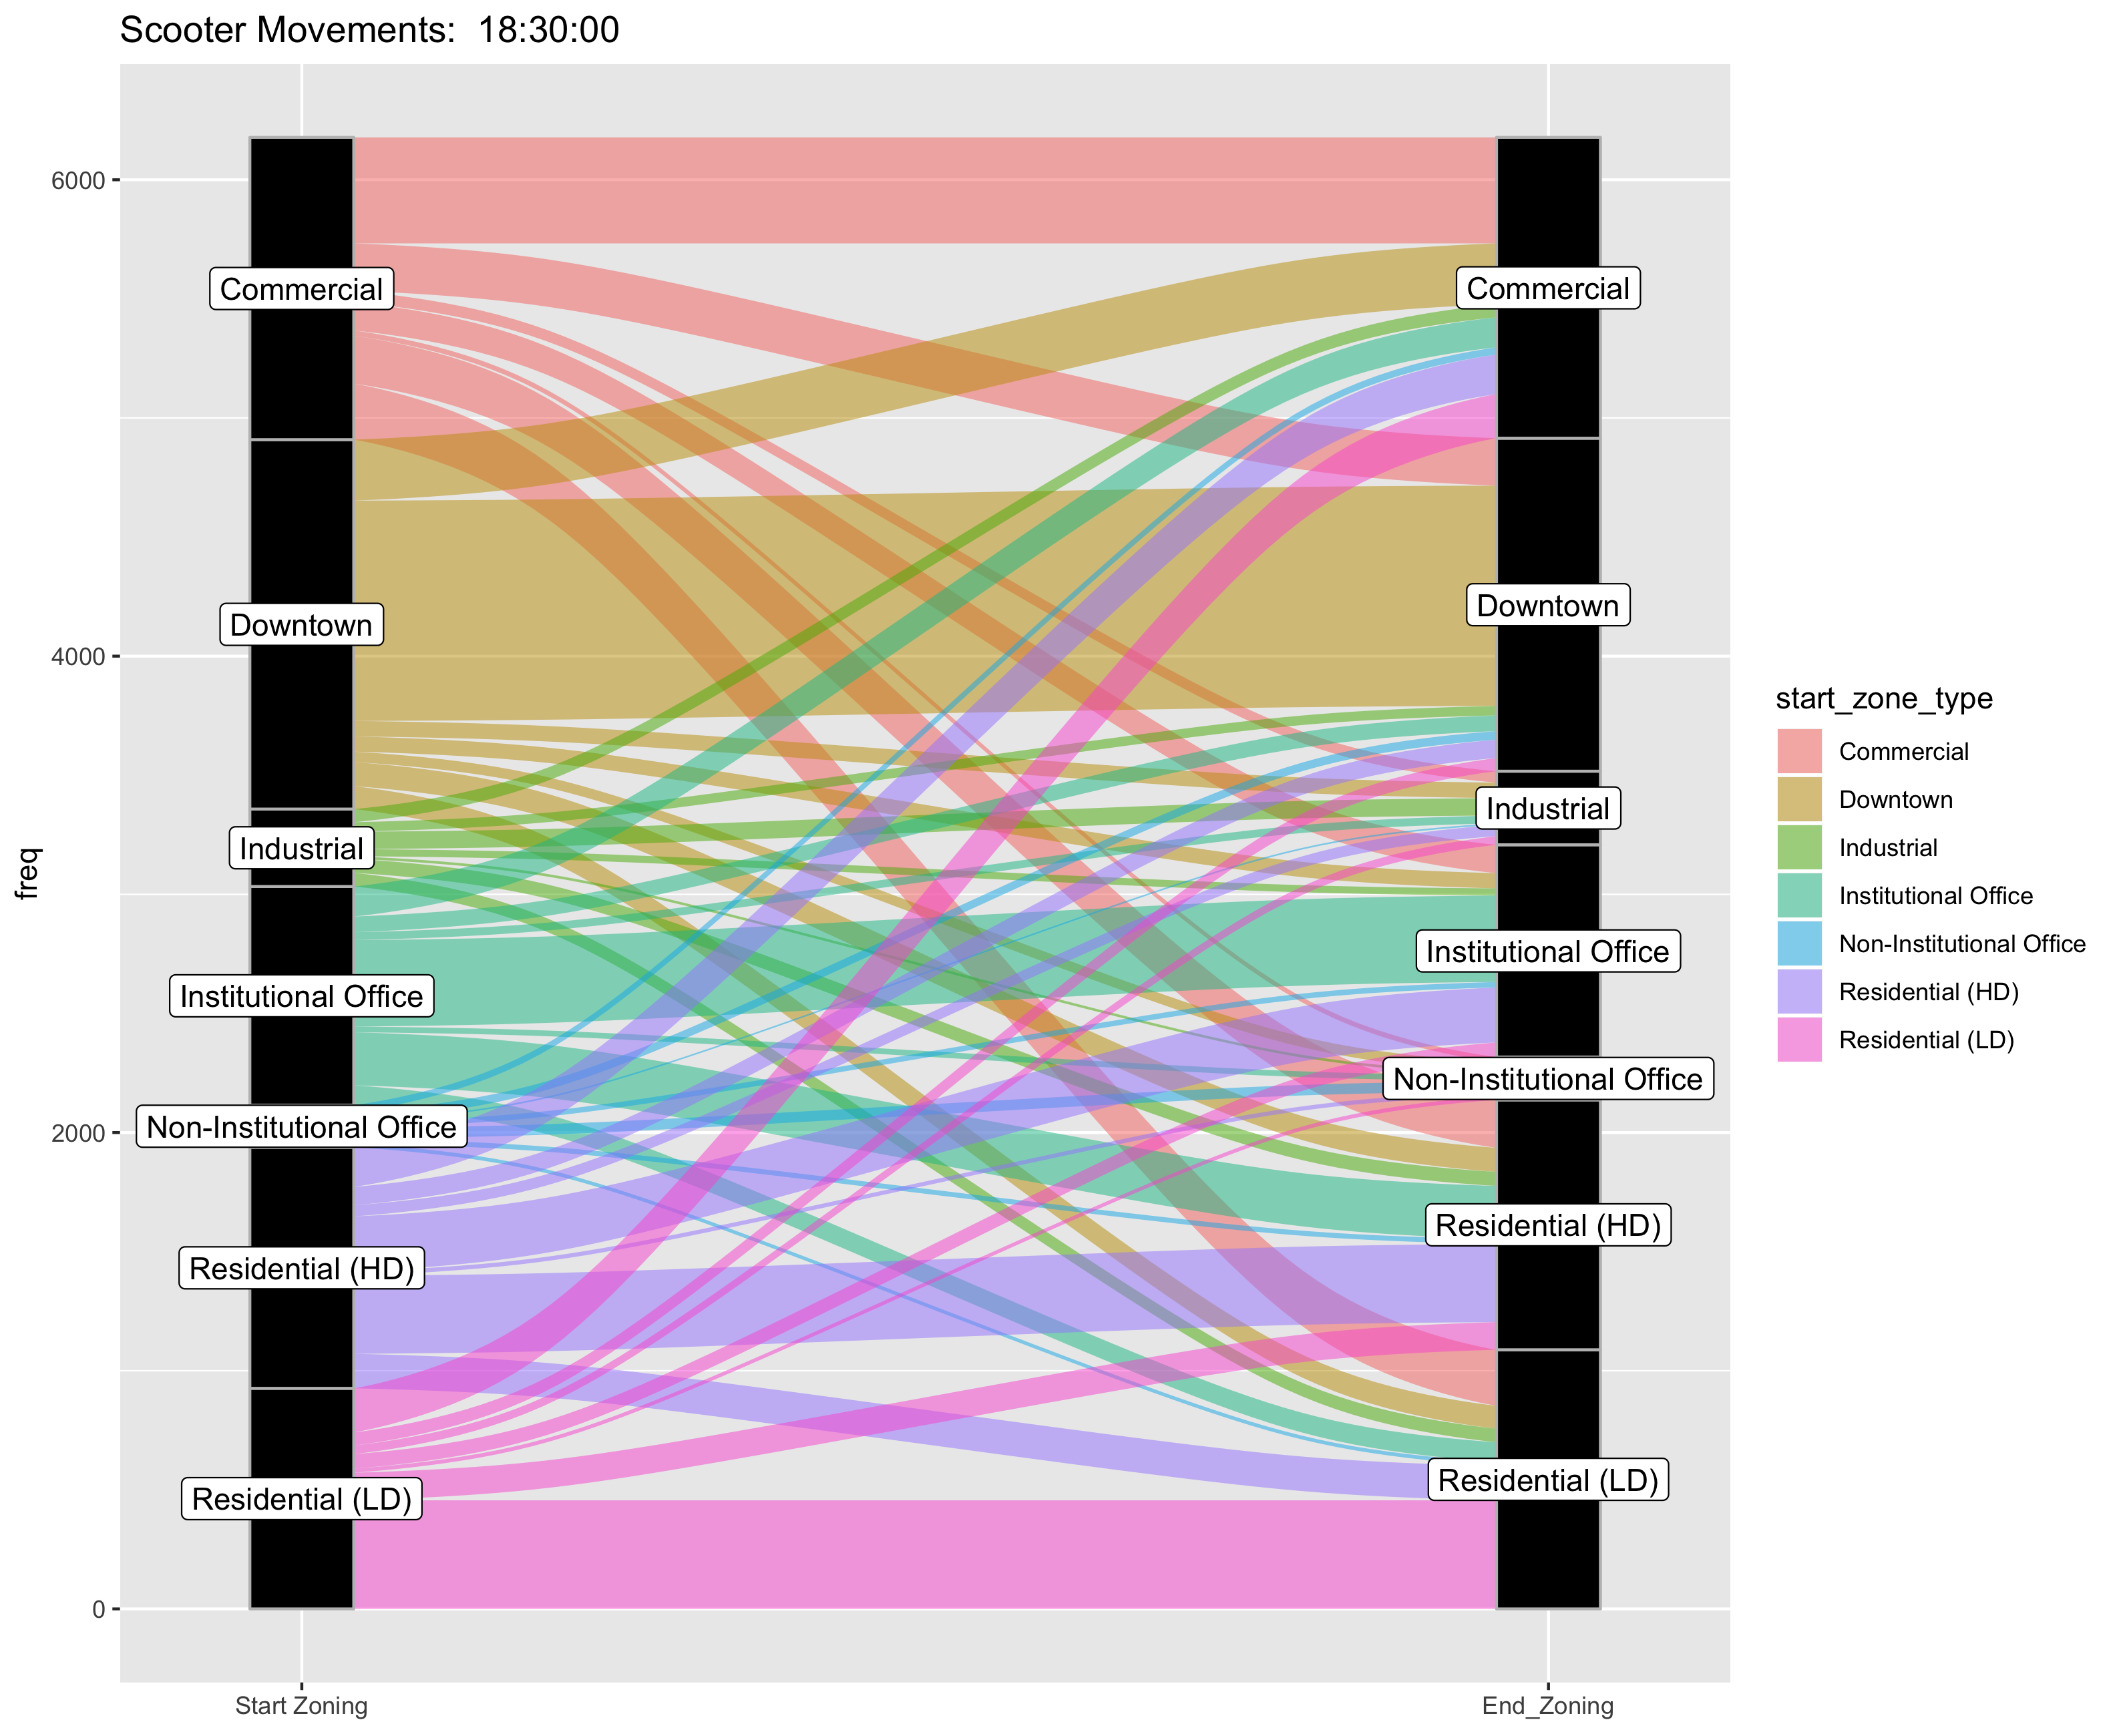 Scooter Movements:  18:30:00
freq
6000
4000
2000
0
Commercial
Downtown
Industrial
Institutional Office
Non-Institutional Office
Residential (HD)
Residential (LD)
Commercial
Downtown
Industrial
Institutional Office
Non-Institutional Office
Residential (HD)
Residential (LD)
Start Zoning
End_Zoning
start_zone_type
Commercial
Downtown
Industrial
Institutional Office
Non-Institutional Office
Residential (HD)
Residential (LD)